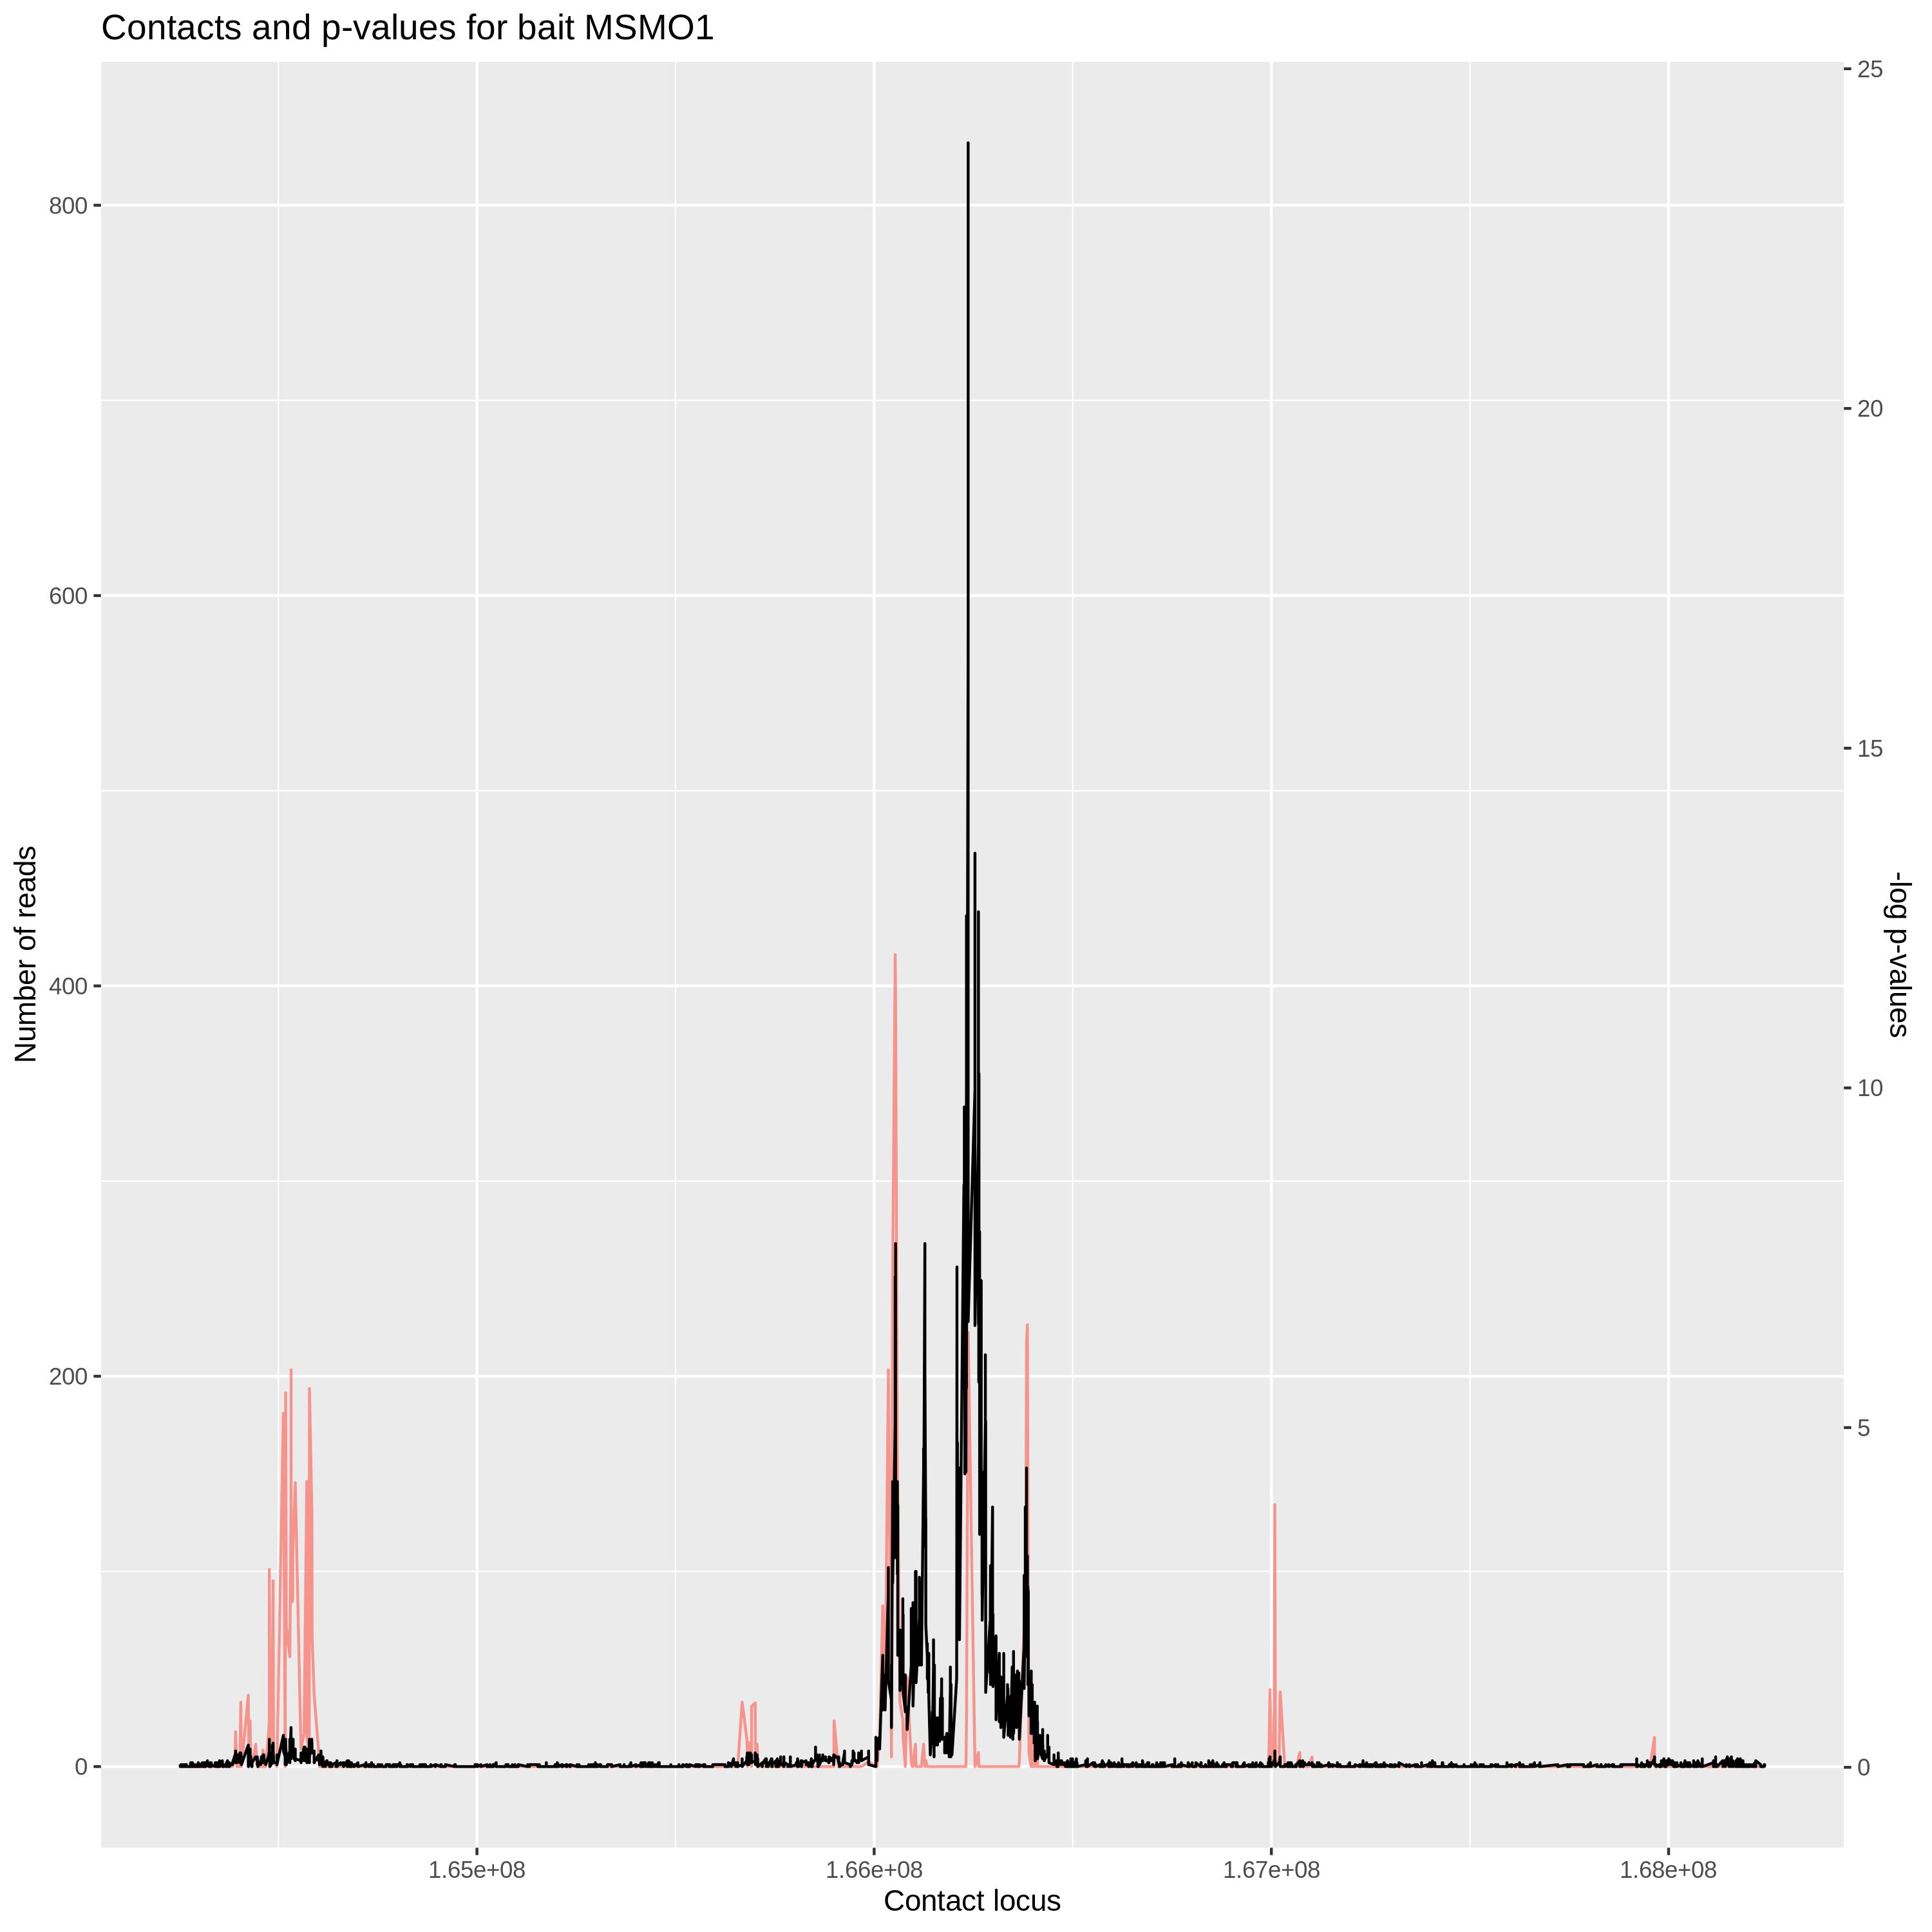 Contacts and p-values for bait MSMO1
25
800
20
600
15
Number of reads
-log p-values
400
10
200
5
0
0
1.65e+08
1.66e+08
1.67e+08
1.68e+08
Contact locus